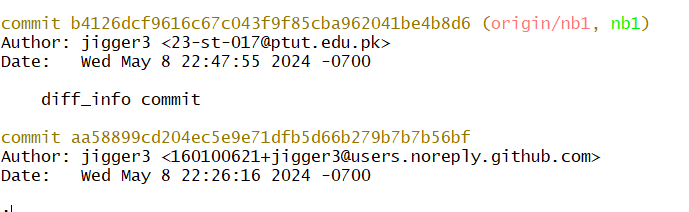 commit b4126dcf9616c67c043f9f85cba962041be4b8d6 (origin/nb1, nb1)
Author: jigger3 <23-st-017@ptut.edu.pk>
Date:   Wed May 8 22:47:55 2024 -0700
diff_info commit
commit aa58899cd204ec5e9e71dfb5d66b279b7b7b56bf
Author: jigger3 <160100621+jigger3@users.noreply.github.com>
Date:   Wed May 8 22:26:16 2024 -0700
: